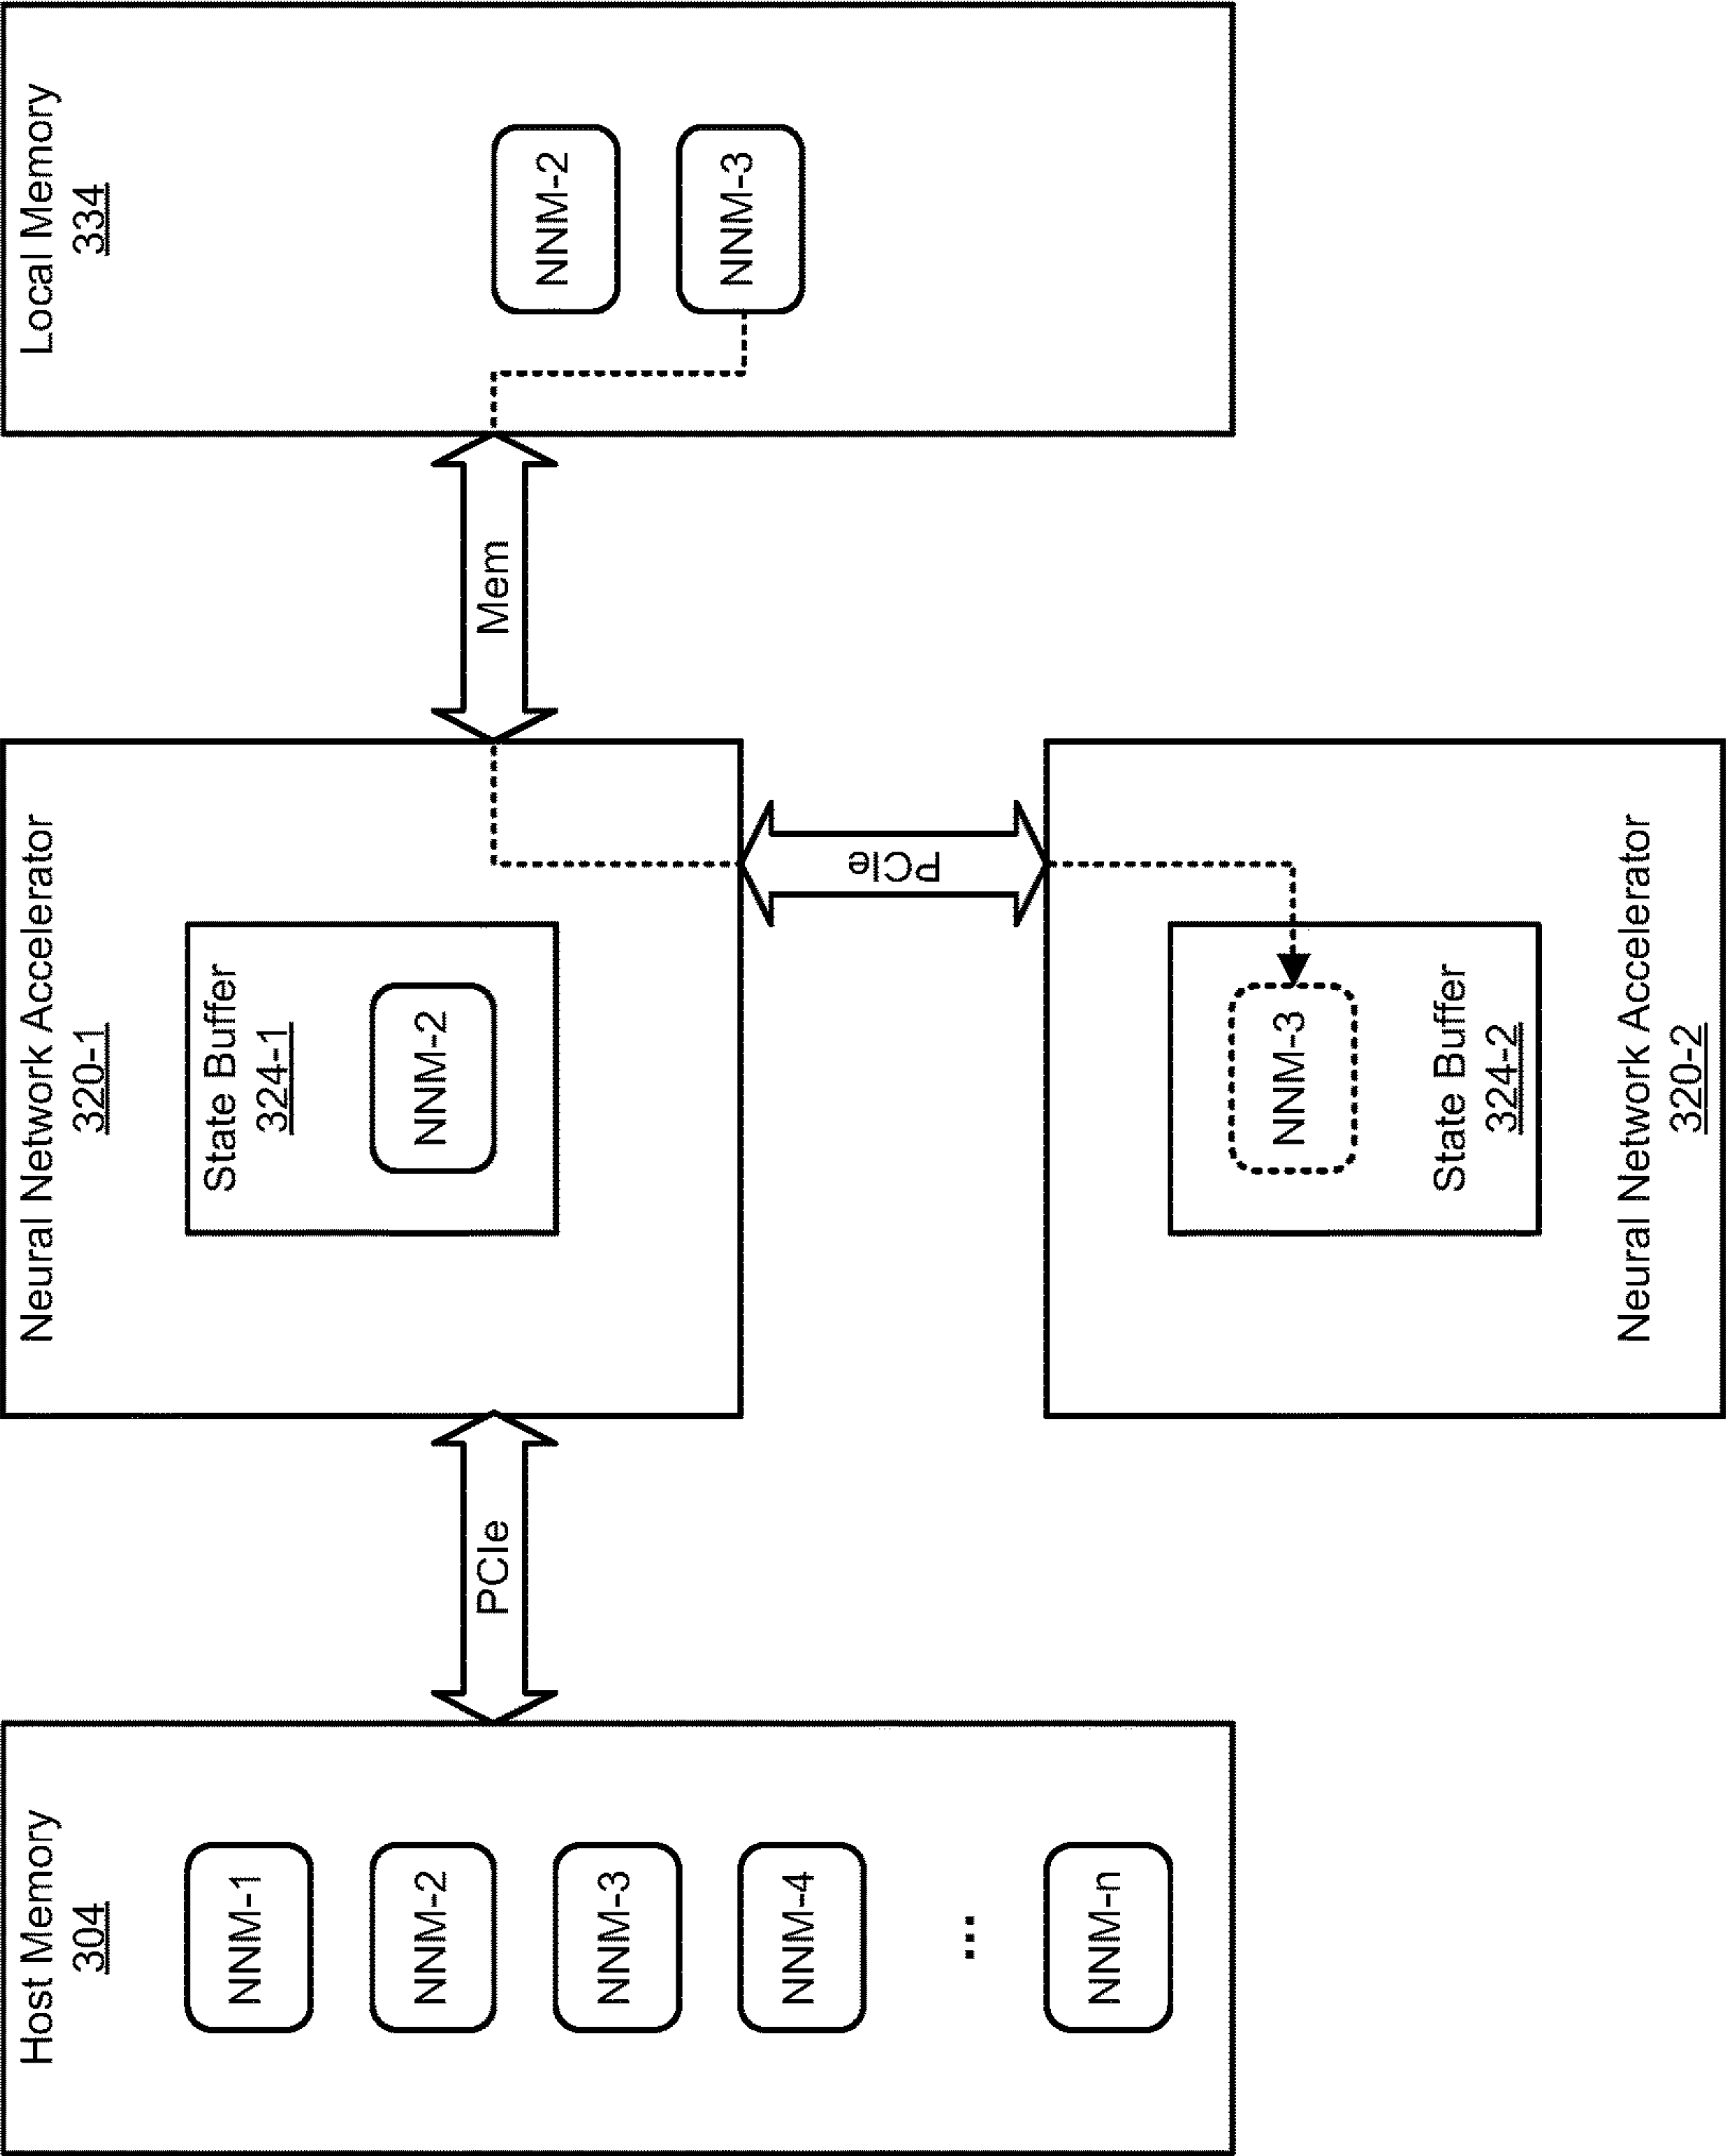 Host Memory
304
NNM-1
NNM-2
NNM-3
NNM-4
...
NNM-n
PCIe
Neural Network Accelerator
320-1
State Buffer
324-1
NNM-2
Mem
Local Memory
334
NNM-2
NNM-3
PCIe
NNM-3
State Buffer
324-2
Neural Network Accelerator
320-2